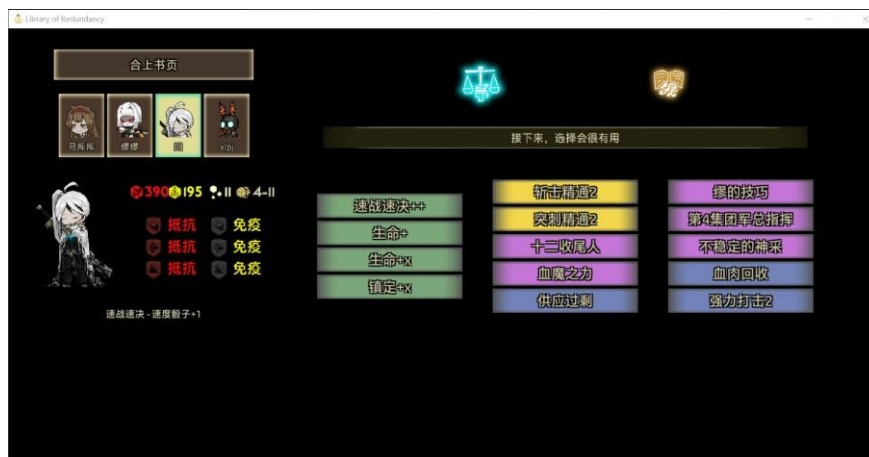 Library of Redundancy
合上书页
马库库
缪缪
XIDJ
390 195 11 4-11
抵抗 免疫
抵抗 免疫
抵抗 免疫
速战速决-速度骰子+1
接下来，选择会很有用
速战速决++
生命+
生命+x
镇定+x
斩击精通2
突刺精通2
十二收尾人
血魔之力
供应过剩
缪的技巧
第4集团军总指挥
不稳定的神采
血肉回收
强力打击2